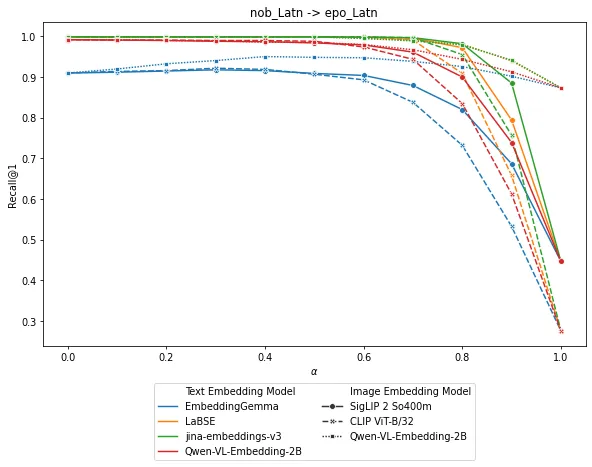 nob_Latn -> epo_Latn
Recall@1
1.0
0.9
0.8
0.7
0.6
0.5
0.4
0.3
0.0 0.2 0.4 0.6 0.8 1.0
α
Text Embedding Model Image Embedding Model
EmbeddingGemma SigLIP 2 So400m
LaBSE CLIP ViT-B/32
jina-embeddings-v3 Qwen-VL-Embedding-2B
Qwen-VL-Embedding-2B